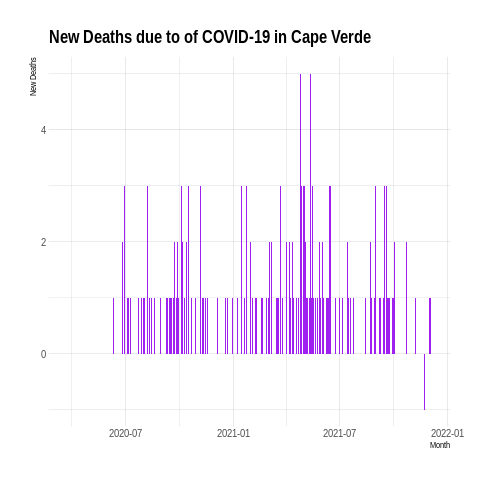 New Deaths due to of COVID-19 in Cape Verde
New Deaths
4
2
0
2020-07 2021-01 2021-07 2022-01
Month